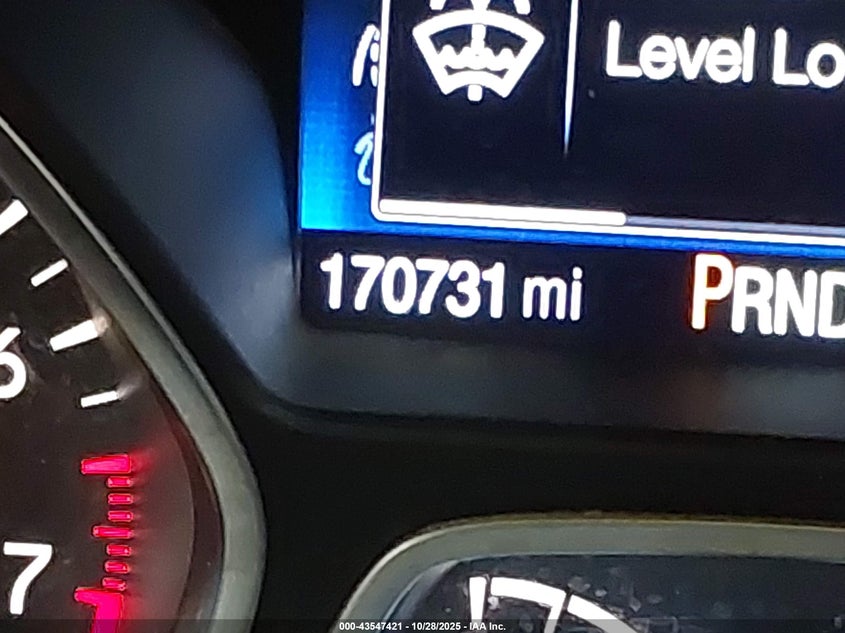 Level Lo
170731 mi PRND
6
7
000-43547421 - 10/28/2025 - IAA Inc.